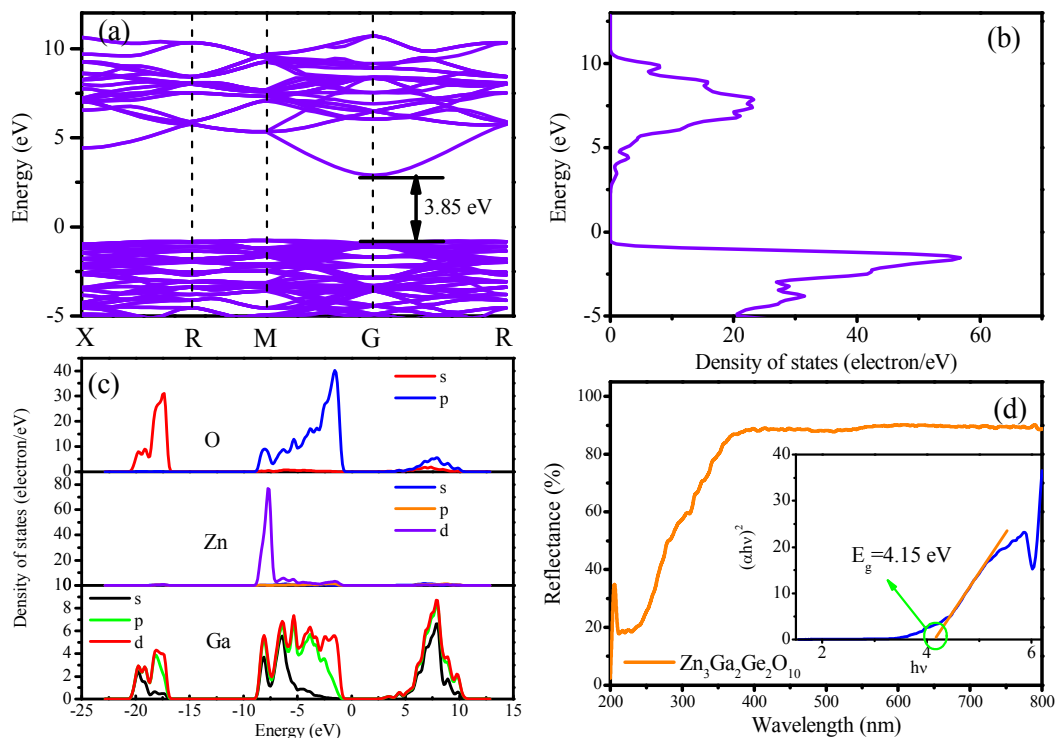 (a)
10
5
0
-5
Energy (eV)
3.85 eV
X R M G R
(b)
10
5
0
-5
Energy (eV)
0 20 40 60
Density of states (electron/eV)
(c)
40
30
20
10
0
s
p
O
80
60
40
20
10
s
p
d
Zn
8
6
4
2
0
s
p
d
Ga
Density of states (electron/eV)
-25 -20 -15 -10 -5 0 5 10 15
Energy (eV)
(d)
100
80
60
40
20
0
Reflectance (%)
40
30
20
10
0
(αhν)²
E_g=4.15 eV
2 4 6
hν
Zn₃Ga₂Ge₂O₁₀
200 300 400 500 600 700 800
Wavelength (nm)